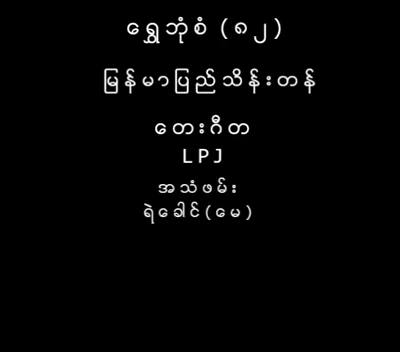 ရွှေဘုံစံ (၈၂)
မြန်မာပြည်သိန်းတန်
တေးဂီတ
LPJ
အသံဖမ်း
ရဲခေါင်(မေ)